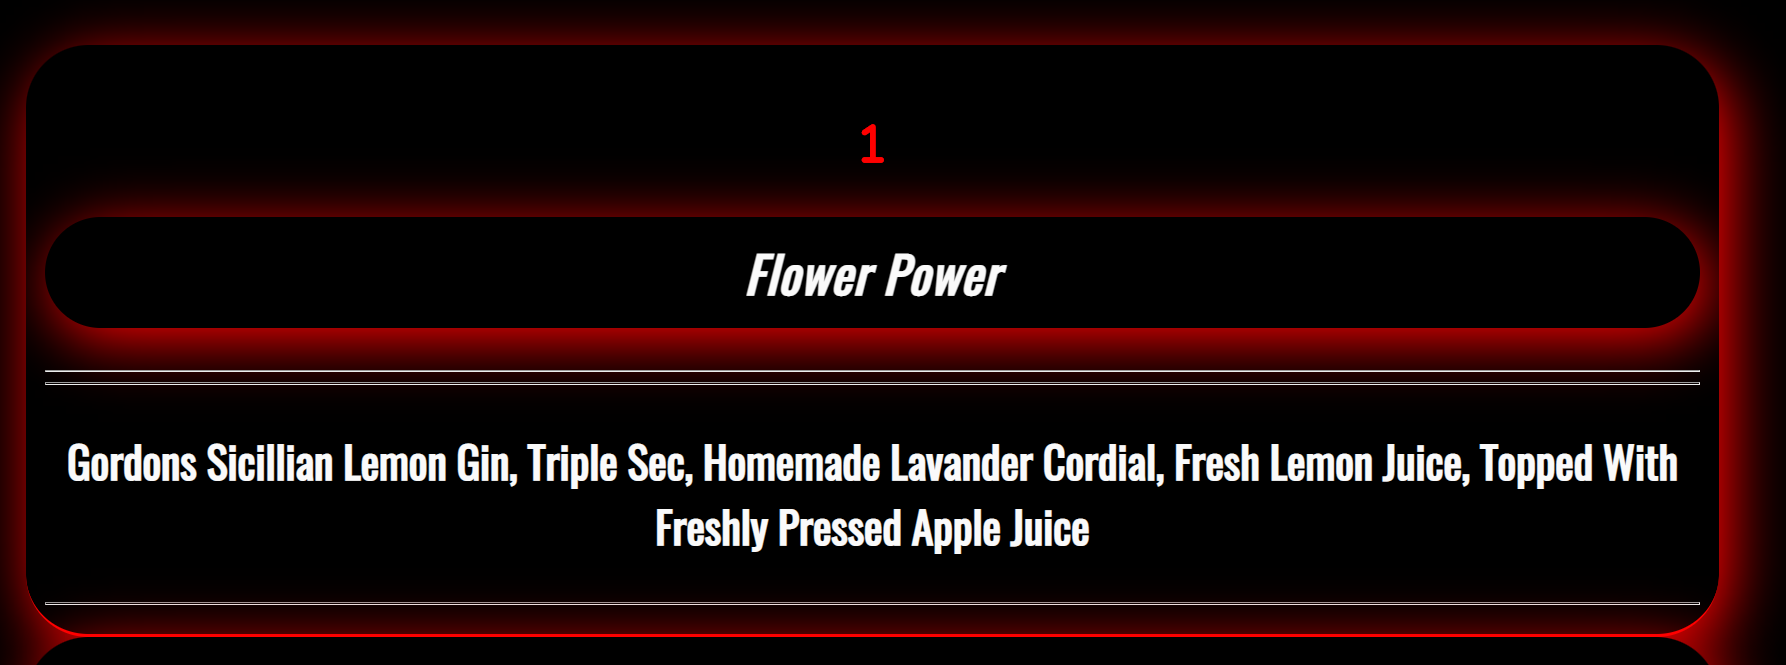 1
Flower Power
Gordons Sicillian Lemon Gin, Triple Sec, Homemade Lavander Cordial, Fresh Lemon Juice, Topped With
Freshly Pressed Apple Juice